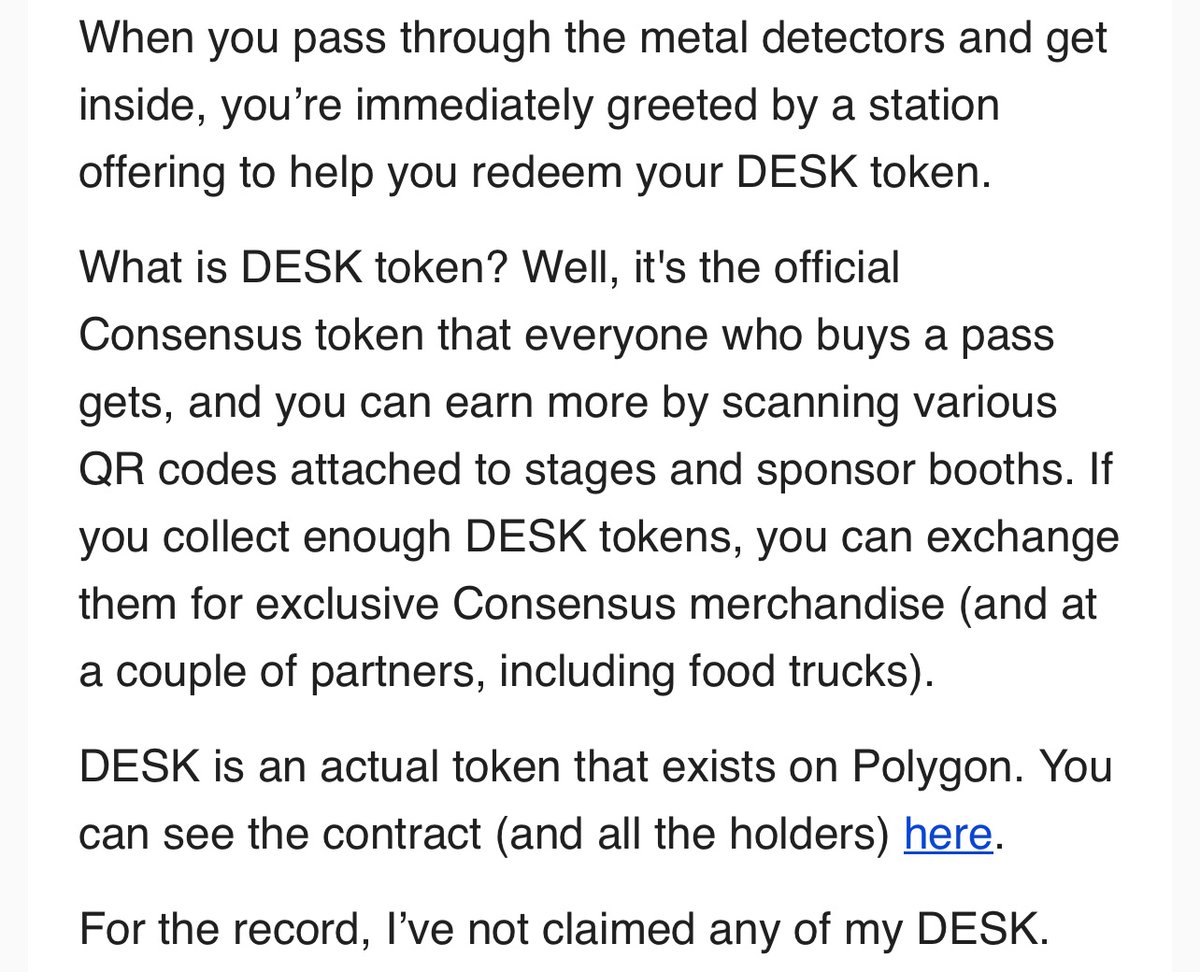 When you pass through the metal detectors and get
inside, you’re immediately greeted by a station
offering to help you redeem your DESK token.
What is DESK token? Well, it's the official
Consensus token that everyone who buys a pass
gets, and you can earn more by scanning various
QR codes attached to stages and sponsor booths. If
you collect enough DESK tokens, you can exchange
them for exclusive Consensus merchandise (and at
a couple of partners, including food trucks).
DESK is an actual token that exists on Polygon. You
can see the contract (and all the holders) here.
For the record, I’ve not claimed any of my DESK.